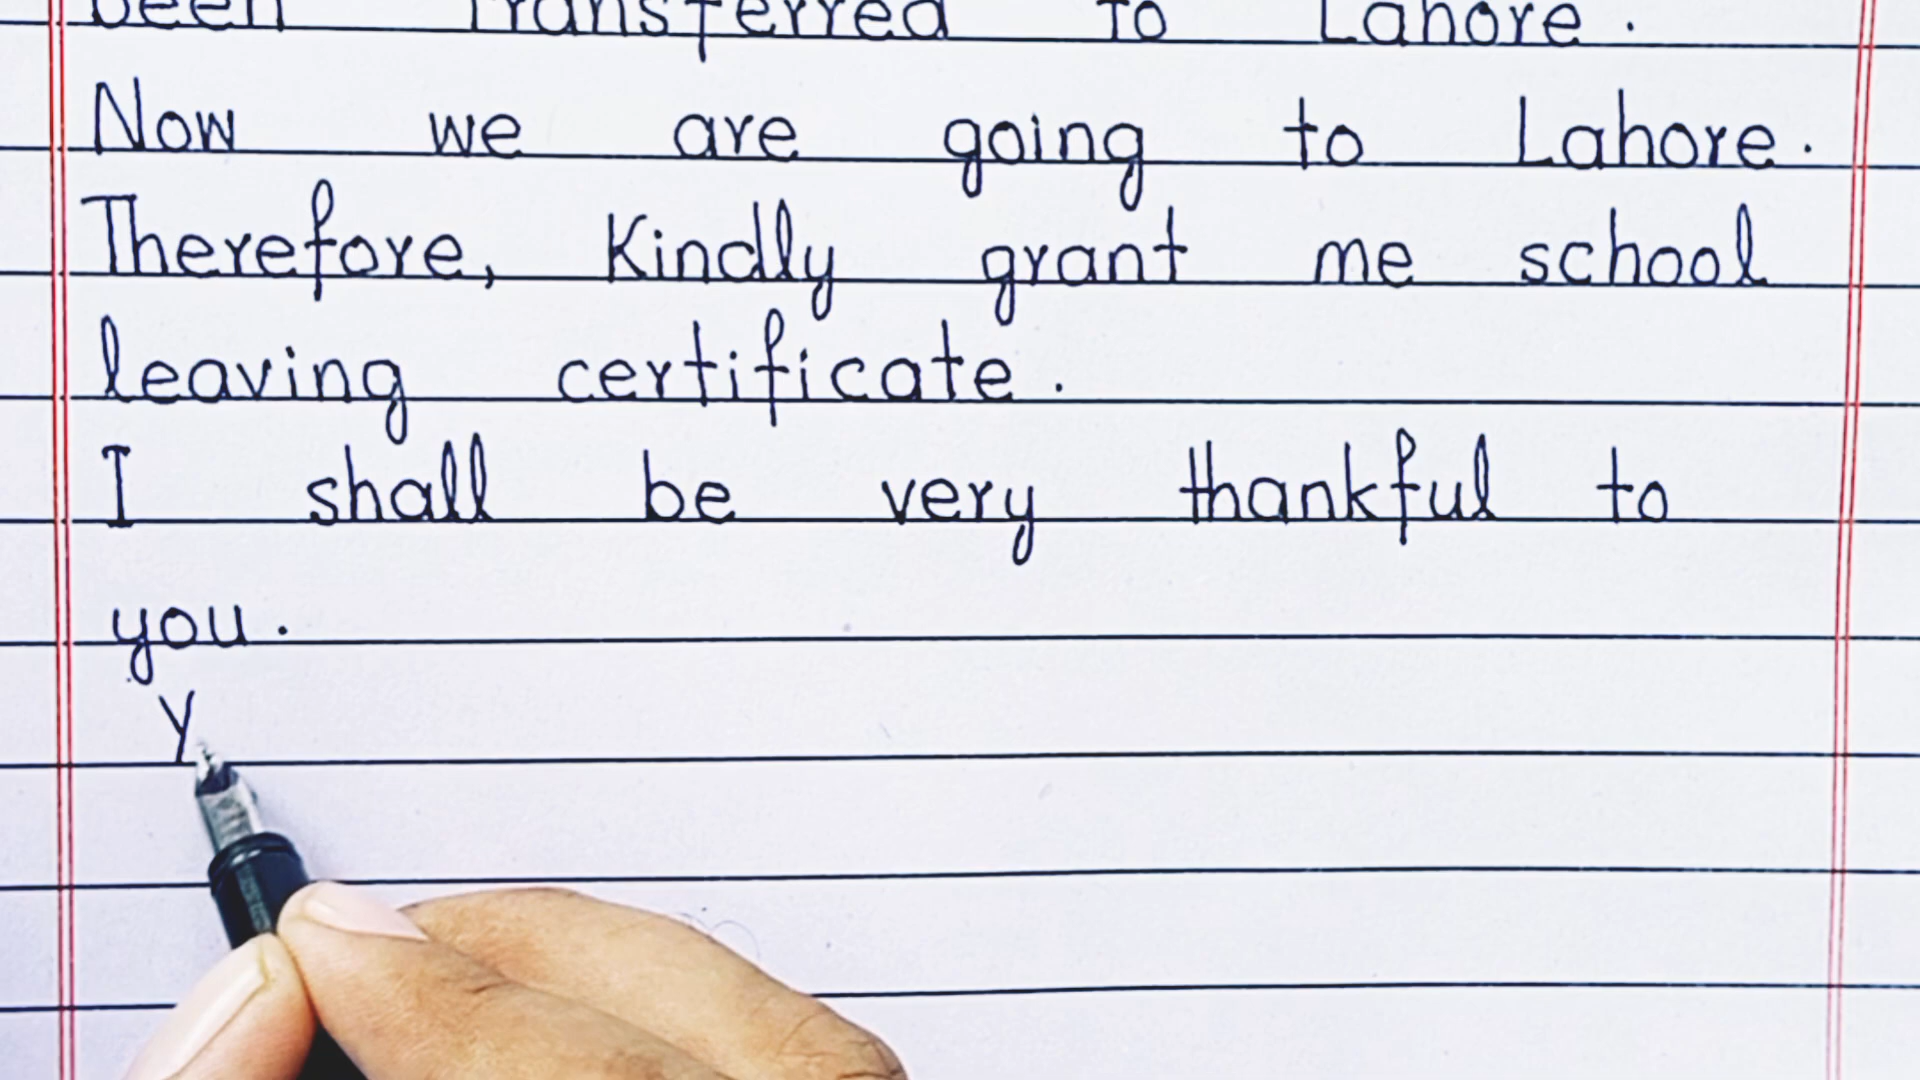 been transferred to Lahore.
Now we are going to Lahore.
Therefore, Kindly grant me school
leaving certificate.
I shall be very thankful to
you.
Y